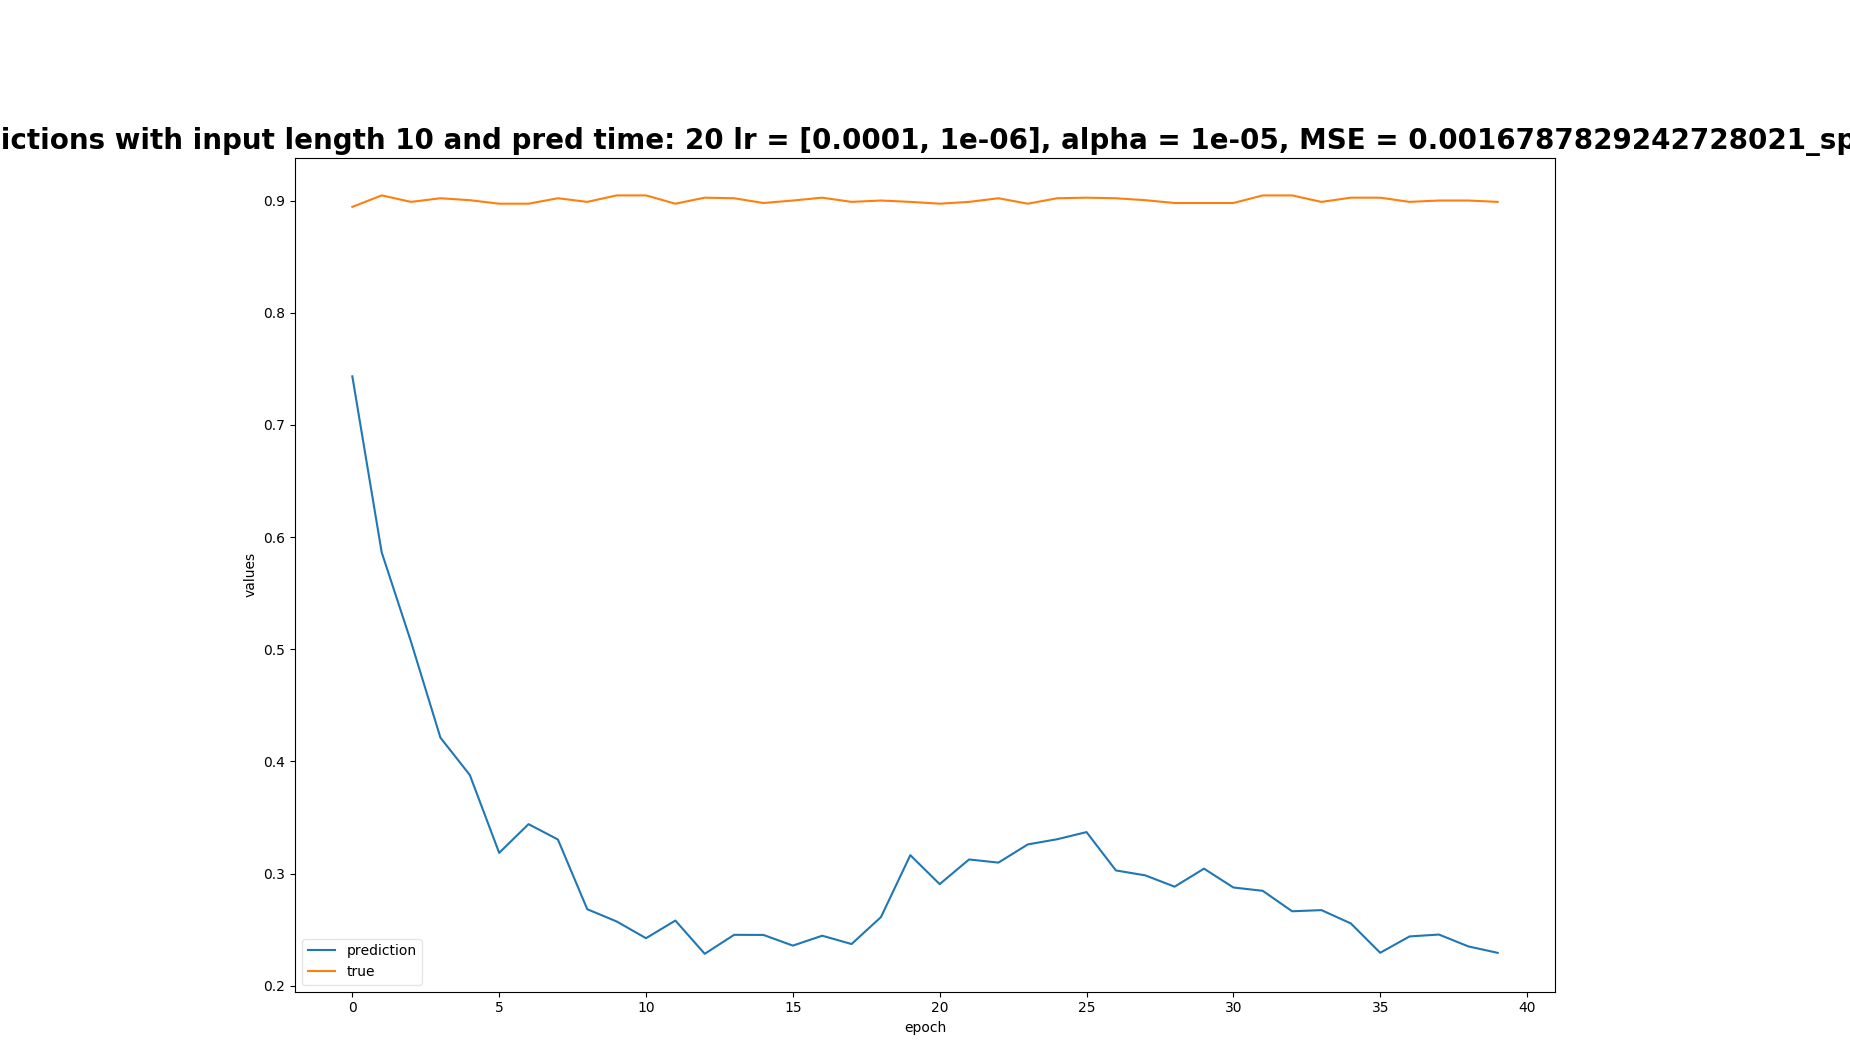 ictions with input length 10 and pred time: 20 lr = [0.0001, 1e-06], alpha = 1e-05, MSE = 0.0016787829242728021_sp
0.9
0.8
0.7
0.6
0.5
0.4
0.3
0.2
values
prediction
true
0 5 10 15 20 25 30 35 40
epoch